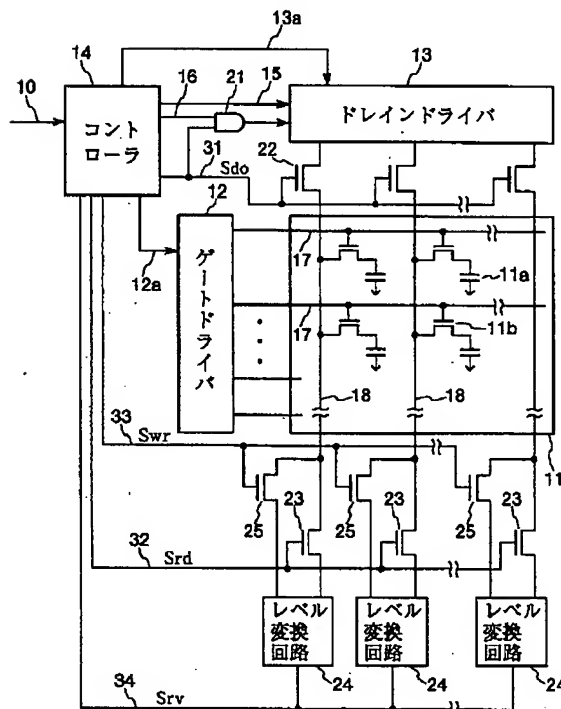 13a
14
13
10
16
21
15
コント
ローラ
ドレインドライバ
31
Sdo
22
12
12a
ゲートドライバ
17
11a
17
11b
18
18
33
Swr
11
25
23
25
23
25
23
32
Srd
レベル
変換
回路
レベル
変換
回路
レベル
変換
回路
24
24
24
34
Srv